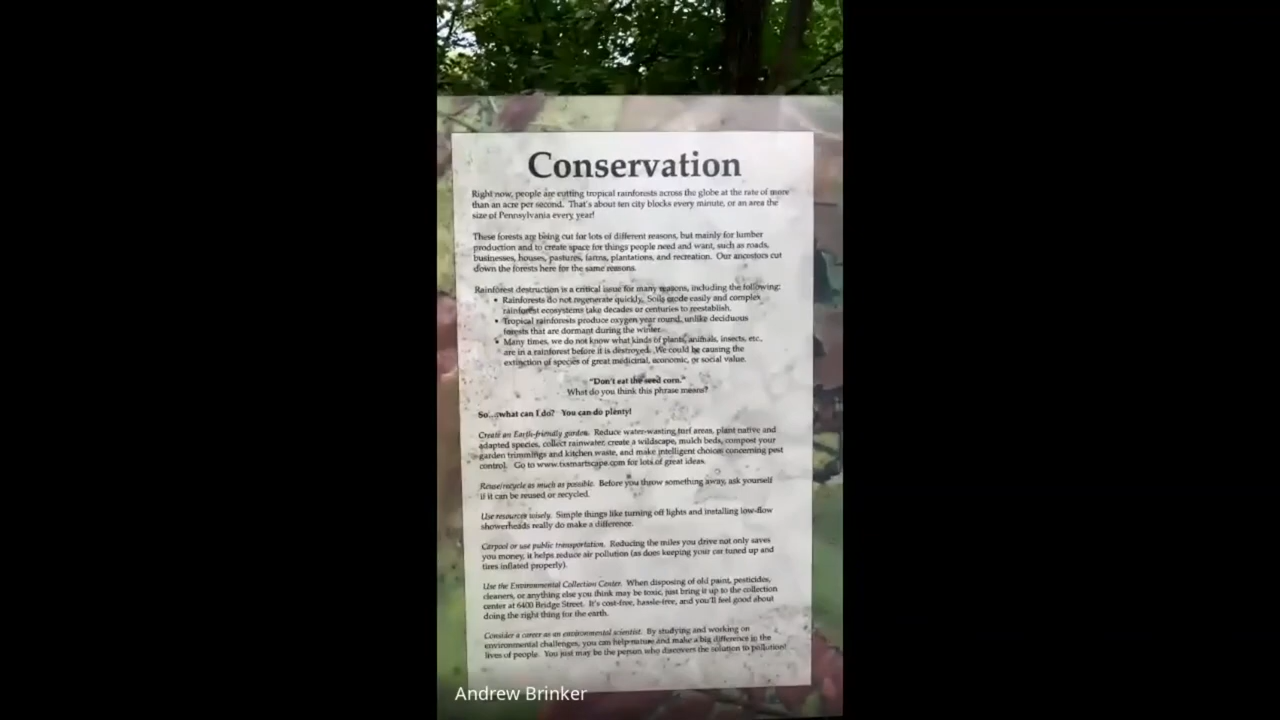 Conservation
Right now, people are cutting tropical rainforests across the globe at the rate of more
than an acre per second. That's about ten city blocks every minute, or an area the
size of Pennsylvania every year!
These forests are being cut for lots of different reasons, but mainly for lumber
production and to create space for things people need and want, such as roads,
businesses, houses, pastures, farms, plantations, and recreation. Our ancestors cut
down the forests here for the same reasons.
Rainforest destruction is a critical issue for many reasons, including the following:
• Rainforests do not regenerate quickly. Soils erode easily and complex
rainforest ecosystems take decades or centuries to reestablish.
• Tropical rainforests produce oxygen year round, unlike deciduous
forests that are dormant during the winter.
• Many times, we do not know what kinds of plants, animals, insects, etc.,
are in a rainforest before it is destroyed. We could be causing the
extinction of species of great medicinal, economic, or social value.
"Don't eat the seed corn."
What do you think this phrase means?
So...what can I do? You can do plenty!
Create an Earth-friendly garden. Reduce water-wasting turf areas, plant native and
adapted species, collect rainwater, create a wildscape, mulch beds, compost your
garden trimmings and kitchen waste, and make intelligent choices concerning pest
control. Go to www.txsmartscape.com for lots of great ideas.
Reuse/recycle as much as possible. Before you throw something away, ask yourself
if it can be reused or recycled.
Use resources wisely. Simple things like turning off lights and installing low-flow
showerheads really do make a difference.
Carpool or use public transportation. Reducing the miles you drive not only saves
you money, it helps reduce air pollution (as does keeping your car tuned up and
tires inflated properly).
Use the Environmental Collection Center. When disposing of old paint, pesticides,
cleaners, or anything else you think may be toxic, just bring it up to the collection
center at 6400 Bridge Street. It's cost-free, hassle-free, and you'll feel good about
doing the right thing for the earth.
Consider a career as an environmental scientist. By studying and working on
environmental challenges, you can help nature and make a big difference in the
lives of people. You just may be the person who discovers the solution to pollution!
Andrew Brinker